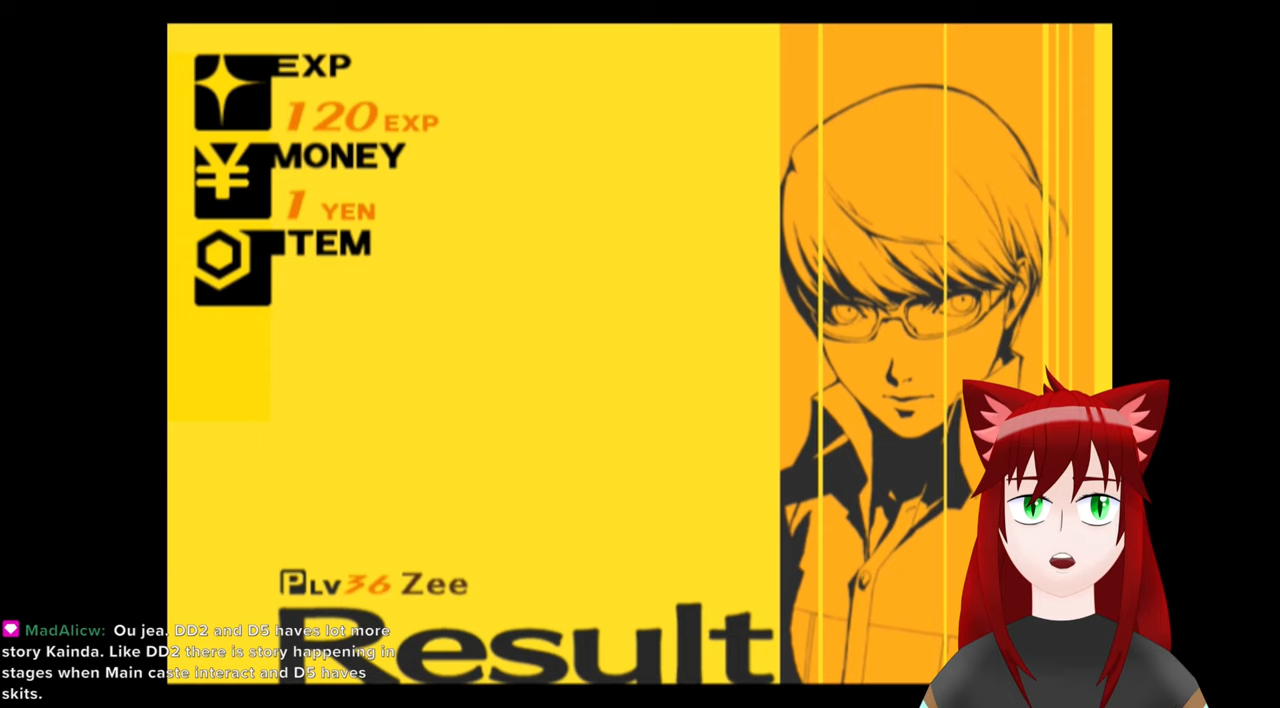 EXP
120 EXP
MONEY
1 YEN
ITEM
PLV 36 Zee
Result
MadAlicw: Ou jea. DD2 and D5 haves lot more
story Kainda. Like DD2 there is story happening in
stages when Main caste interact and D5 haves
skits.